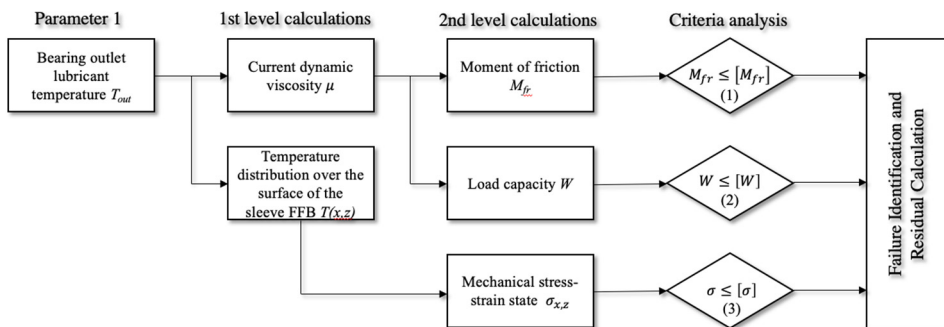 Parameter 1
1st level calculations
2nd level calculations
Criteria analysis
Bearing outlet
lubricant
temperature T_out
Current dynamic
viscosity μ
Moment of friction
M_fr
M_fr ≤ [M_fr]
(1)
Temperature
distribution over the
surface of the
sleeve FFB T(x,z)
Load capacity W
W ≤ [W]
(2)
Mechanical stress-
strain state σ_x,z
σ ≤ [σ]
(3)
Failure Identification and
Residual Calculation